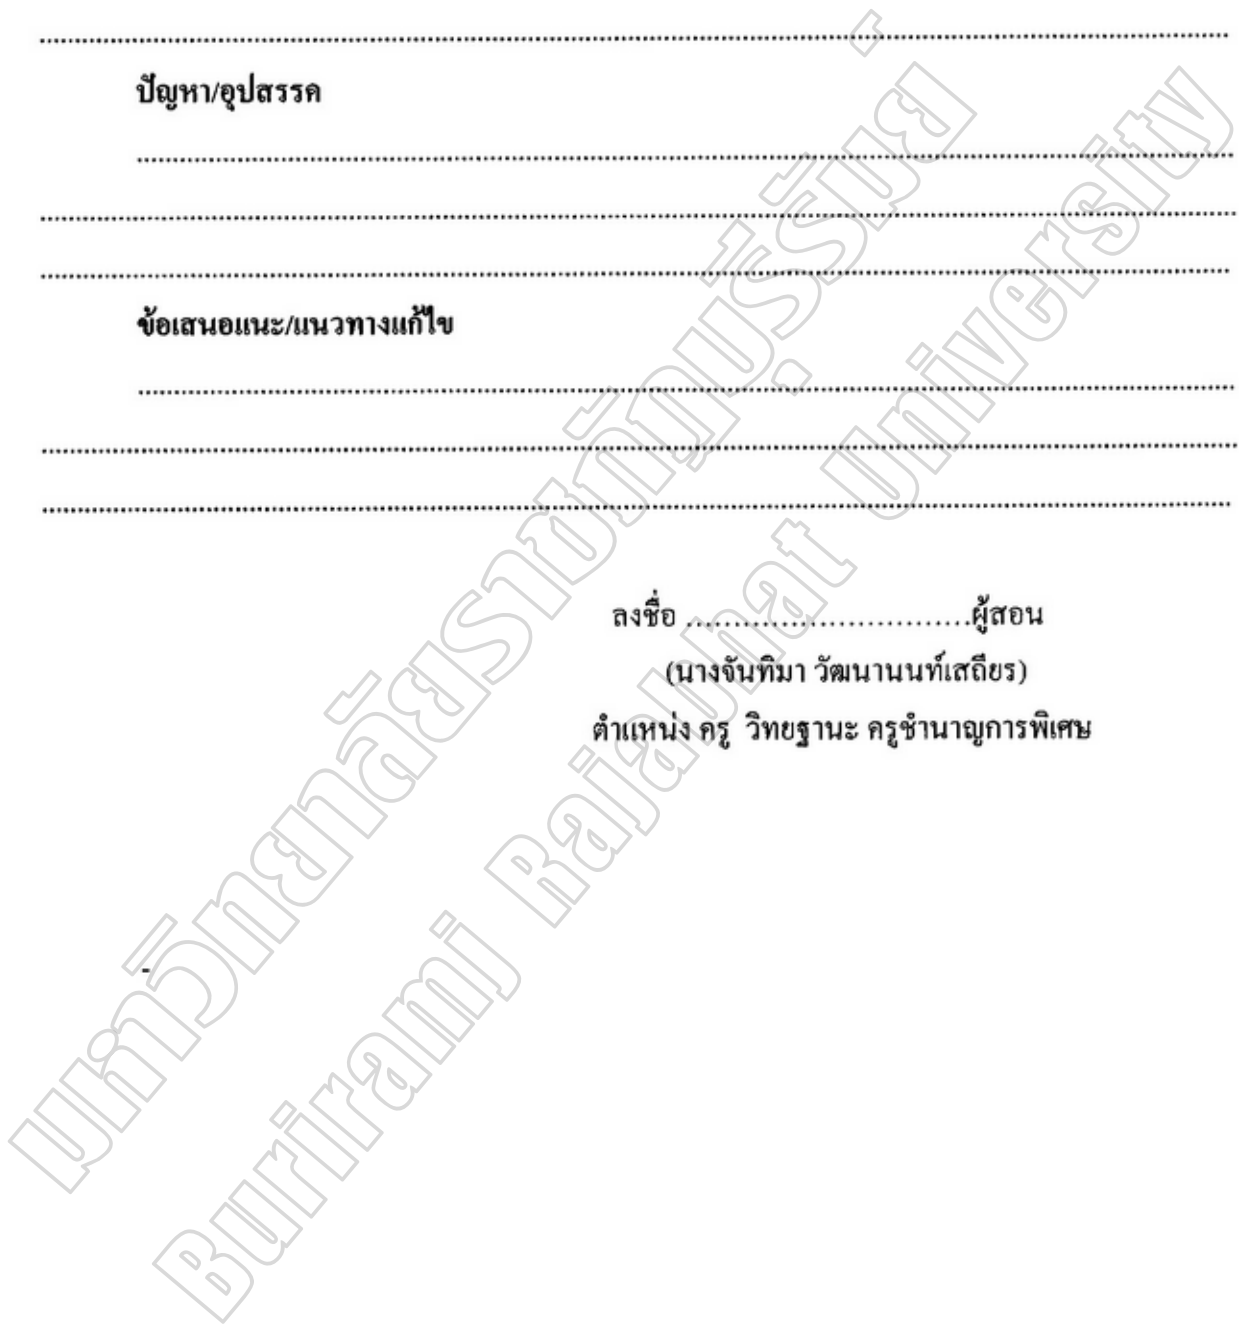 ................................................................................
ปัญหา/อุปสรรค
................................................................................
................................................................................
................................................................................
ข้อเสนอแนะ/แนวทางแก้ไข
................................................................................
................................................................................
................................................................................
ลงชื่อ ................................ผู้สอน
(นางจันทิมา วัฒนานนท์เสถียร)
ตำแหน่ง ครู วิทยฐานะ ครูชำนาญการพิเศษ
-
มหาวิทยาลัยราชภัฏบุรีรัมย์
Buriramj Rajabhat University